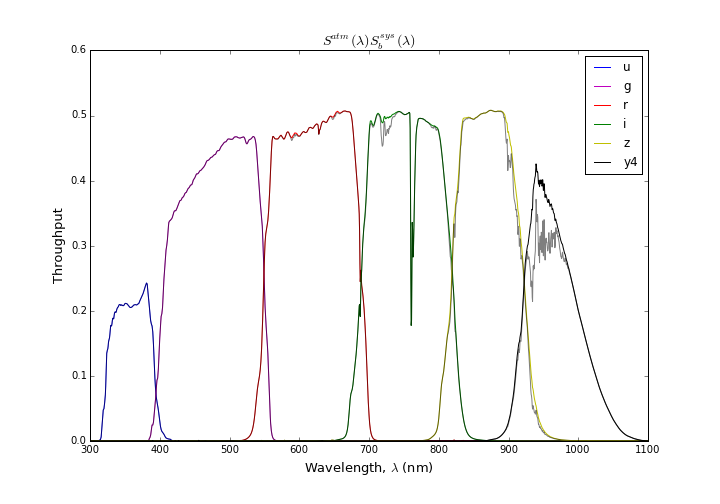 S^{atm}(λ)S_b^{sys}(λ)
0.6
0.5
0.4
0.3
0.2
0.1
0.0
Throughput
300 400 500 600 700 800 900 1000 1100
Wavelength, λ (nm)
u
g
r
i
z
y4